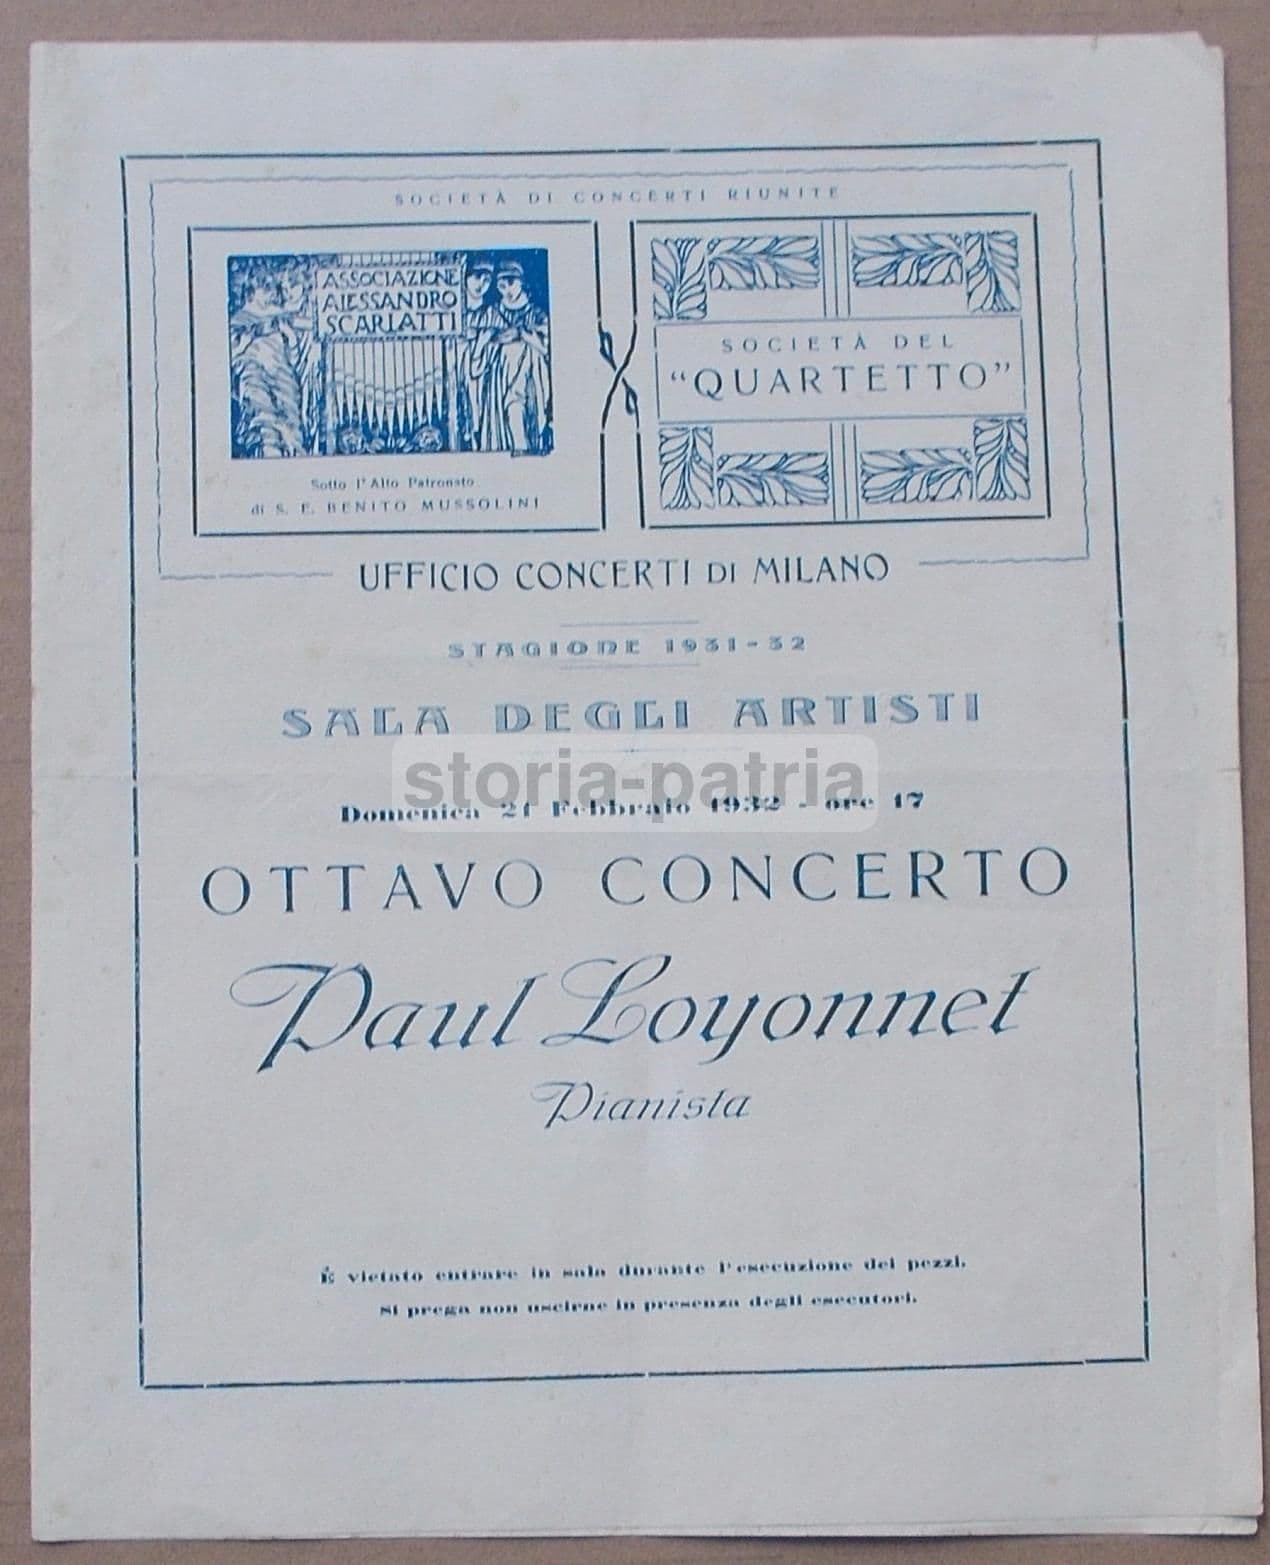 SOCIETÀ DI CONCERTI RIUNITE
ASSOCIAZIONE
ALESSANDRO
SCARLATTI
Sotto l'Alto Patronato
di S. E. BENITO MUSSOLINI
SOCIETÀ DEL
"QUARTETTO"
UFFICIO CONCERTI DI MILANO
STAGIONE 1931-32
SALA DEGLI ARTISTI
storia-patria
Domenica 21 Febbraio 1932 - ore 17
OTTAVO CONCERTO
Paul Loyonnet
Pianista
È vietato entrare in sala durante l'esecuzione dei pezzi.
Si prega non uscirne in presenza degli esecutori.